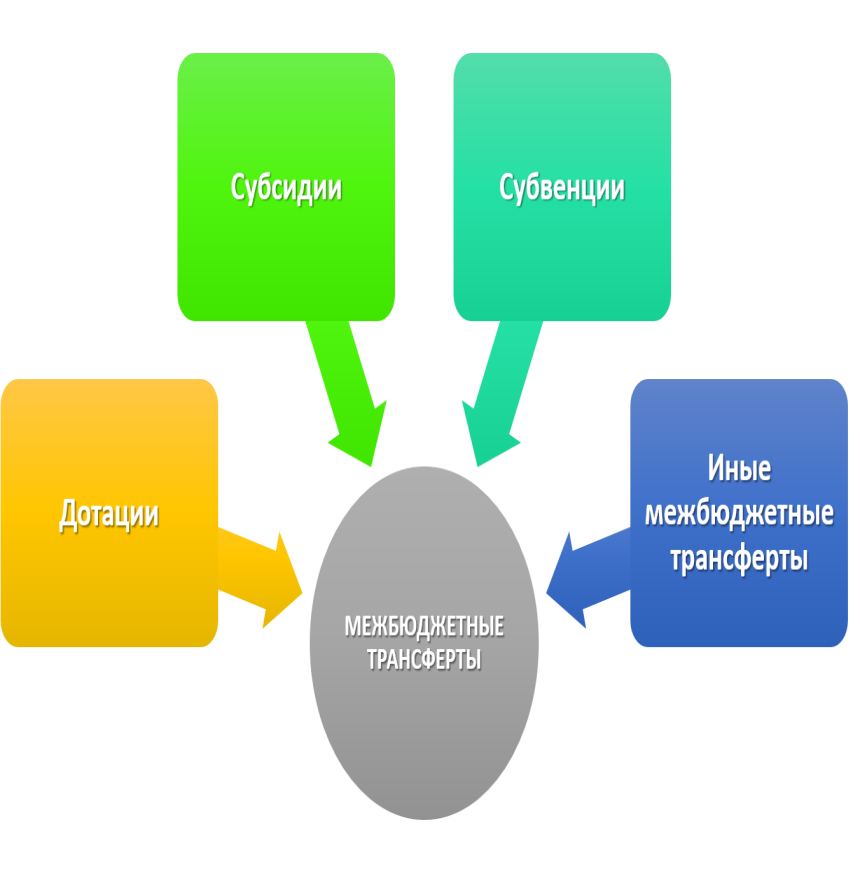 Субсидии
Субвенции
Дотации
Иные
межбюджетные
трансферты
МЕЖБЮДЖЕТНЫЕ
ТРАНСФЕРТЫ